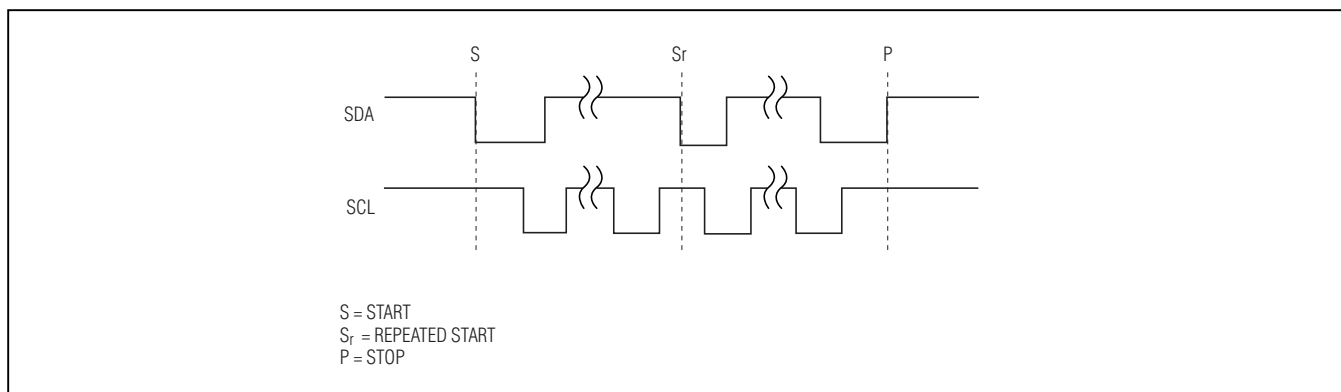 S Sr P
SDA
SCL
S = START
Sr = REPEATED START
P = STOP